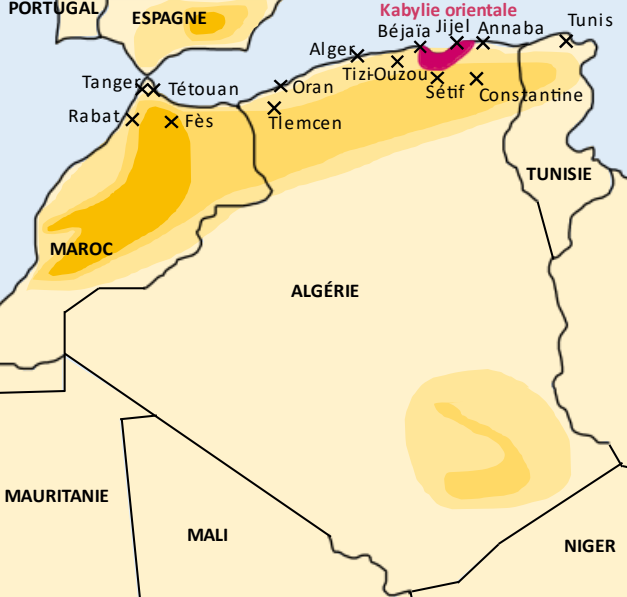 PORTUGAL
ESPAGNE
Kabylie orientale
Béjaïa
Jijel
Annaba
Tunis
Alger
Tizi-Ouzou
Sétif
Constantine
Tanger
Tétouan
Oran
Rabat
Fès
Tlemcen
TUNISIE
MAROC
ALGÉRIE
MAURITANIE
MALI
NIGER